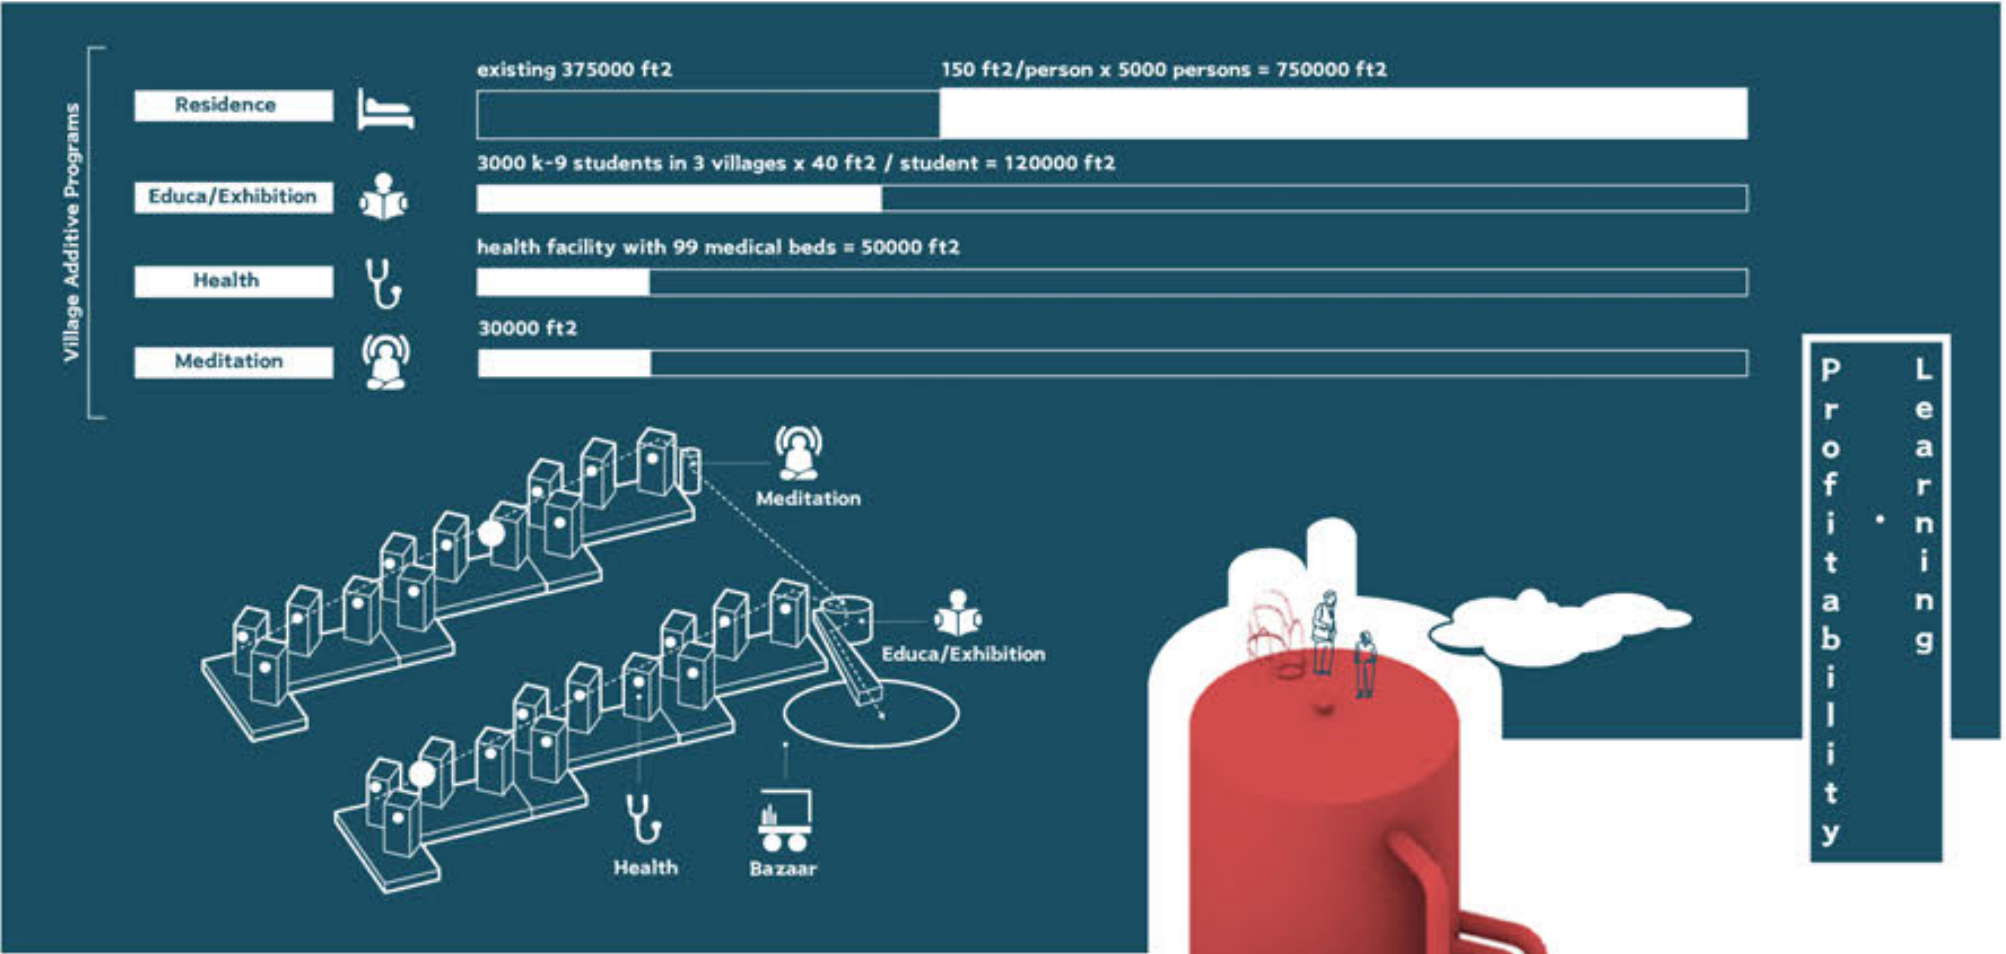 Village Additive Programs
existing 375000 ft2
150 ft2/person x 5000 persons = 750000 ft2
Residence
3000 k-9 students in 3 villages x 40 ft2 / student = 120000 ft2
Educa/Exhibition
health facility with 99 medical beds = 50000 ft2
Health
30000 ft2
Meditation
Meditation
Educa/Exhibition
Health
Bazaar
Profitability
Learning